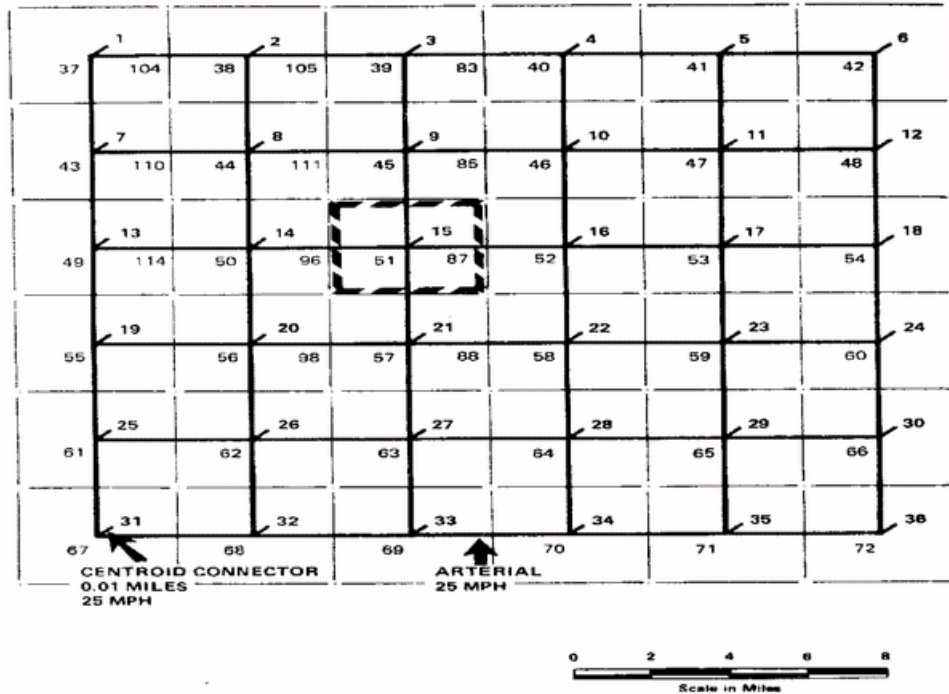 1 2 3 4 5 6
37 104 38 105 39 83 40 41 42
7 8 9 10 11 12
43 110 44 111 45 85 46 47 48
13 14 15 16 17 18
49 114 50 96 51 87 52 53 54
19 20 21 22 23 24
55 56 98 57 88 58 59 60
25 26 27 28 29 30
61 62 63 64 65 66
31 32 33 34 35 36
67 68 69 70 71 72
CENTROID CONNECTOR
0.01 MILES
25 MPH
ARTERIAL
25 MPH
0 2 4 6 8
Scale in Miles